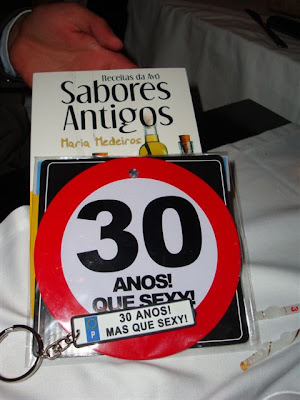 Receitas da Avó
Sabores
Antigos
Maria Medeiros
30
ANOS!
QUE SEXY!
P
30 ANOS!
MAS QUE SEXY!